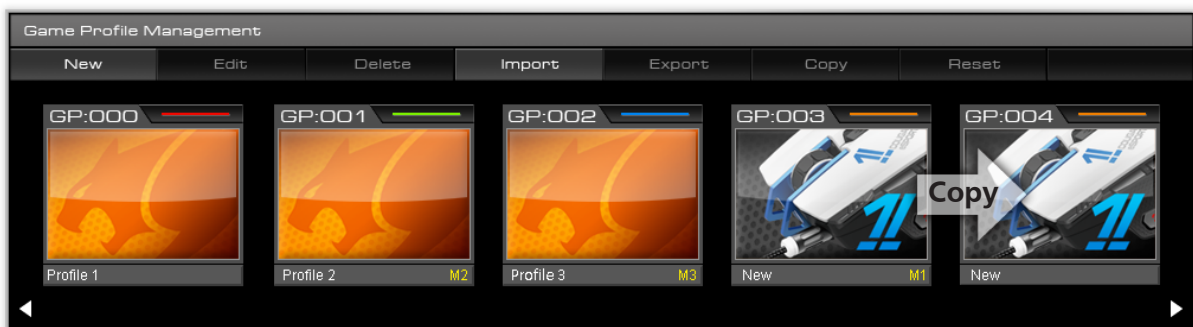 Game Profile Management
New Edit Delete Import Export Copy Reset
GP:000 GP:001 GP:002 GP:003 GP:004
Copy
Profile 1 Profile 2 M2 Profile 3 M3 New M1 New